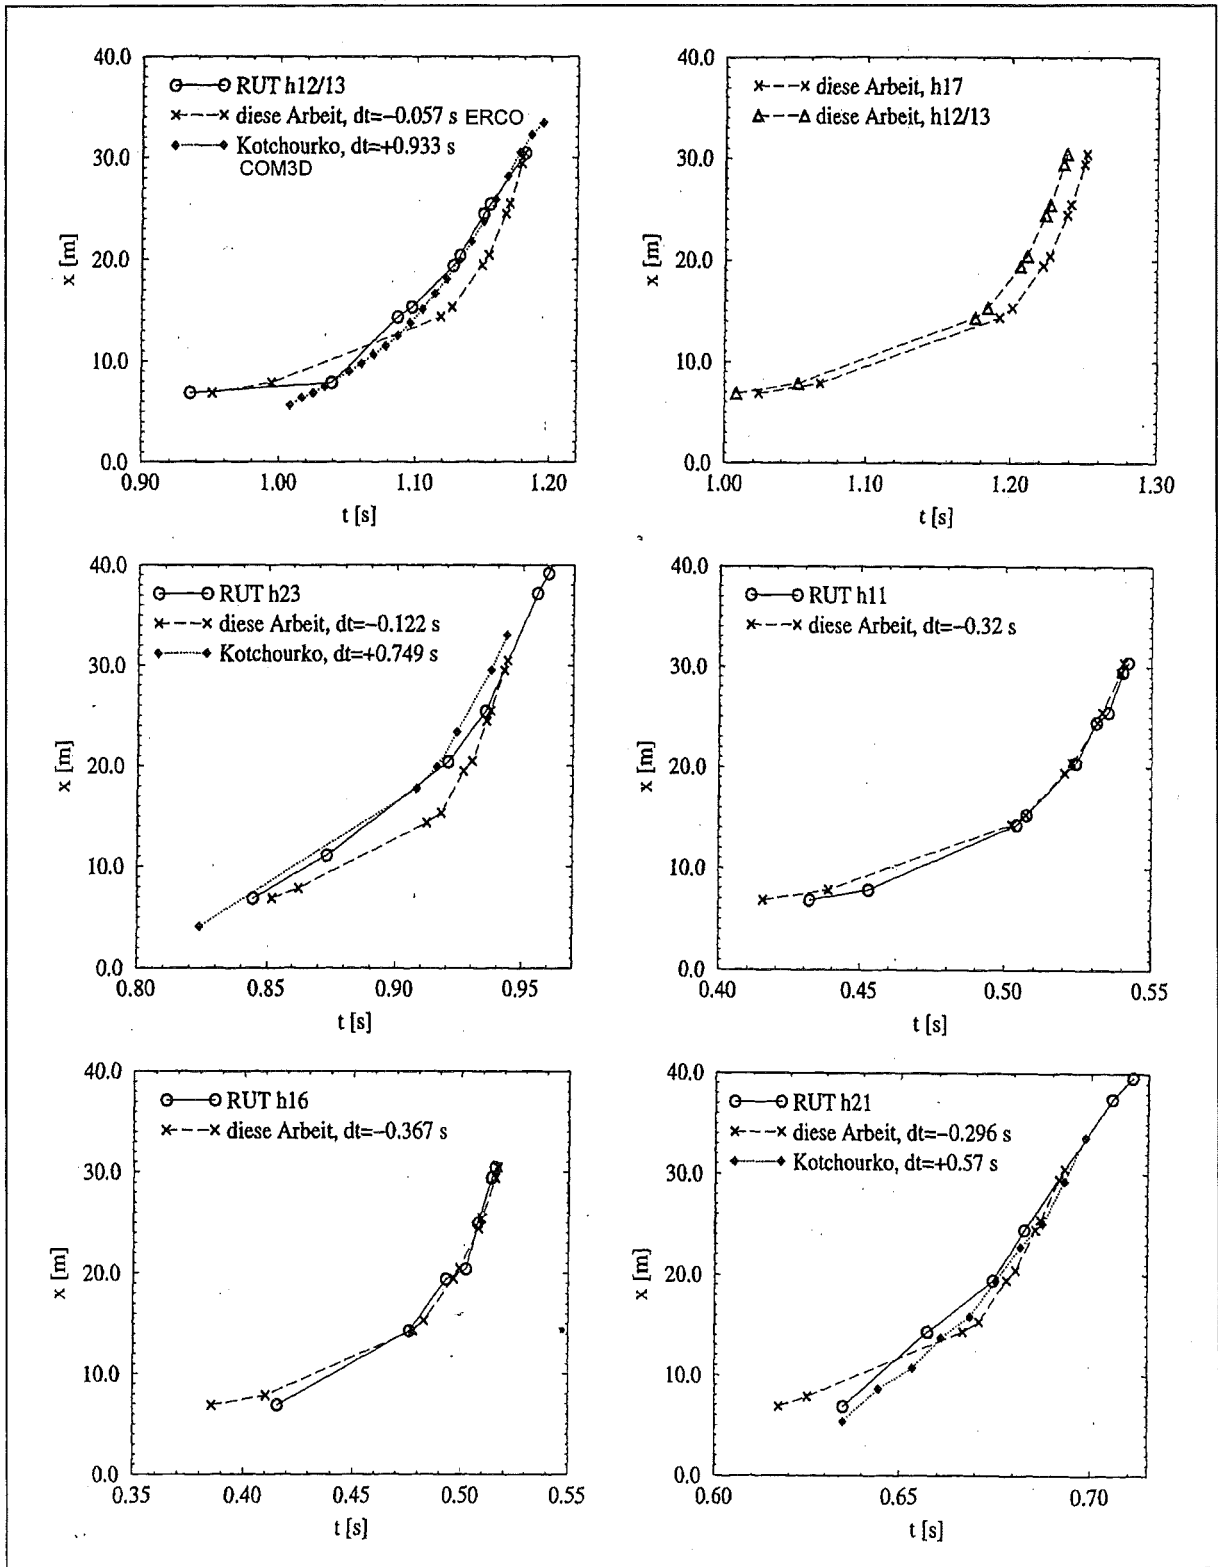 40.0
RUT h12/13
diese Arbeit, dt=-0.057 s ERCO
Kotchourko, dt=+0.933 s
COM3D
30.0
x [m]
20.0
10.0
0.0
0.90
1.00
1.10
1.20
t [s]
40.0
diese Arbeit, h17
diese Arbeit, h12/13
30.0
x [m]
20.0
10.0
0.0
1.00
1.10
1.20
1.30
t [s]
40.0
RUT h23
diese Arbeit, dt=-0.122 s
Kotchourko, dt=+0.749 s
30.0
x [m]
20.0
10.0
0.0
0.80
0.85
0.90
0.95
t [s]
40.0
RUT h11
diese Arbeit, dt=-0.32 s
30.0
x [m]
20.0
10.0
0.0
0.40
0.45
0.50
0.55
t [s]
40.0
RUT h16
diese Arbeit, dt=-0.367 s
30.0
x [m]
20.0
10.0
0.0
0.35
0.40
0.45
0.50
0.55
t [s]
40.0
RUT h21
diese Arbeit, dt=-0.296 s
Kotchourko, dt=+0.57 s
30.0
x [m]
20.0
10.0
0.0
0.60
0.65
0.70
t [s]